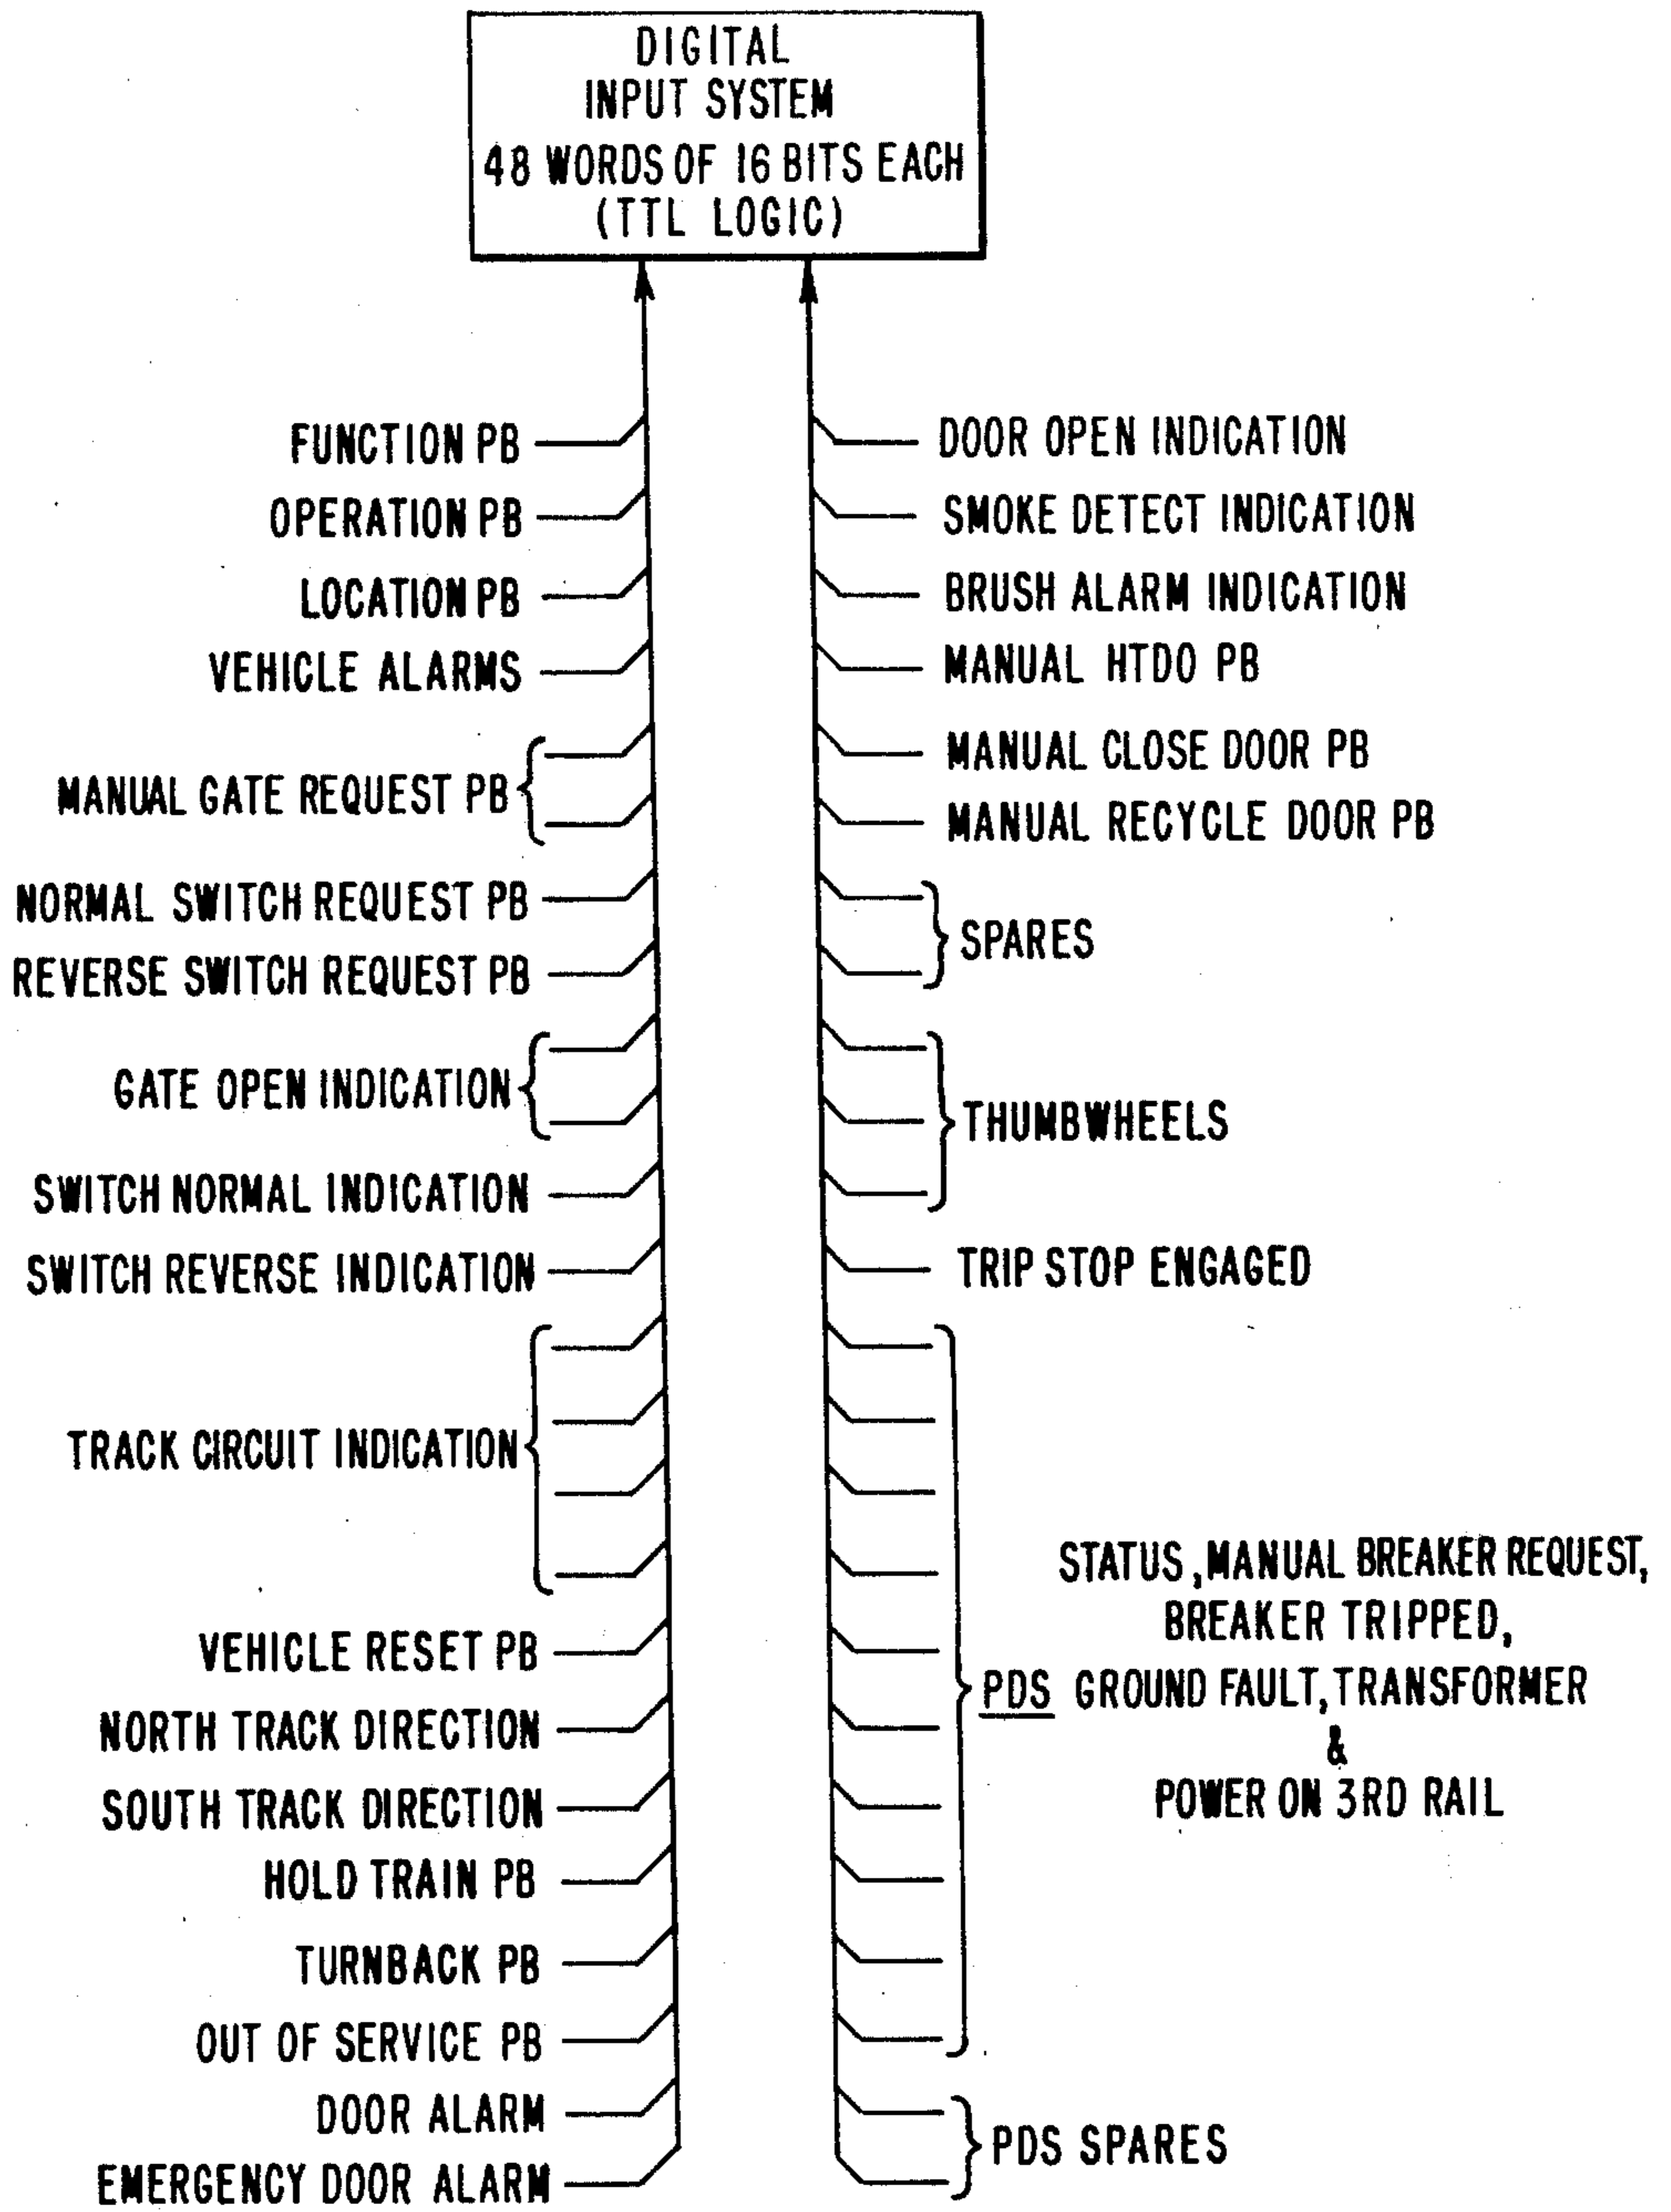 DIGITAL
INPUT SYSTEM
48 WORDS OF 16 BITS EACH
(TTL LOGIC)
FUNCTION PB
OPERATION PB
LOCATION PB
VEHICLE ALARMS
MANUAL GATE REQUEST PB
NORMAL SWITCH REQUEST PB
REVERSE SWITCH REQUEST PB
GATE OPEN INDICATION
SWITCH NORMAL INDICATION
SWITCH REVERSE INDICATION
TRACK CIRCUIT INDICATION
VEHICLE RESET PB
NORTH TRACK DIRECTION
SOUTH TRACK DIRECTION
HOLD TRAIN PB
TURNBACK PB
OUT OF SERVICE PB
DOOR ALARM
EMERGENCY DOOR ALARM
DOOR OPEN INDICATION
SMOKE DETECT INDICATION
BRUSH ALARM INDICATION
MANUAL HTDO PB
MANUAL CLOSE DOOR PB
MANUAL RECYCLE DOOR PB
SPARES
THUMBWHEELS
TRIP STOP ENGAGED
STATUS, MANUAL BREAKER REQUEST,
BREAKER TRIPPED,
PDS GROUND FAULT, TRANSFORMER
&
POWER ON 3RD RAIL
PDS SPARES